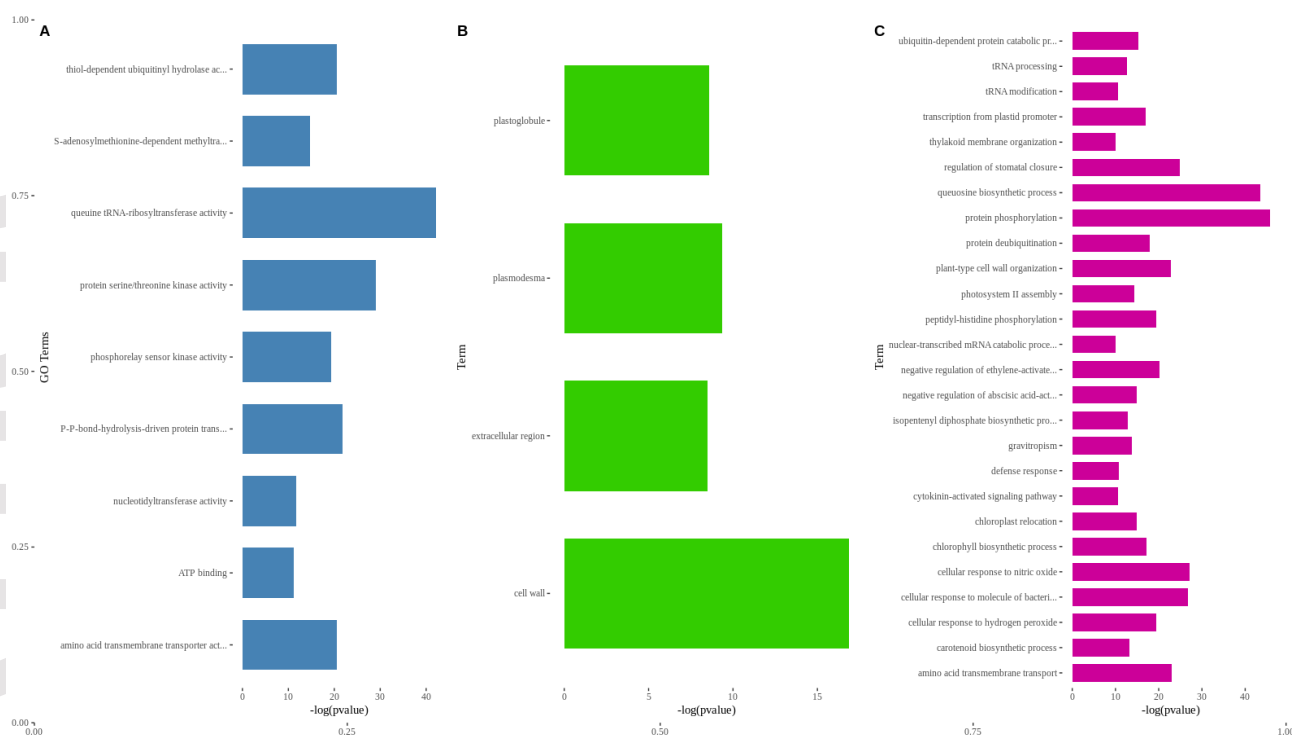 1.00
0.75
0.50
0.25
0.00
0.00
0.25
0.50
0.75
1.00
A
GO Terms
thiol-dependent ubiquitinyl hydrolase ac...
S-adenosylmethionine-dependent methyltra...
queuine tRNA-ribosyltransferase activity
protein serine/threonine kinase activity
phosphorelay sensor kinase activity
P-P-bond-hydrolysis-driven protein trans...
nucleotidyltransferase activity
ATP binding
amino acid transmembrane transporter act...
0 10 20 30 40
-log(pvalue)
B
Term
plastoglobule
plasmodesma
extracellular region
cell wall
0 5 10 15
-log(pvalue)
C
Term
ubiquitin-dependent protein catabolic pr...
tRNA processing
tRNA modification
transcription from plastid promoter
thylakoid membrane organization
regulation of stomatal closure
queuosine biosynthetic process
protein phosphorylation
protein deubiquitination
plant-type cell wall organization
photosystem II assembly
peptidyl-histidine phosphorylation
nuclear-transcribed mRNA catabolic proce...
negative regulation of ethylene-activate...
negative regulation of abscisic acid-act...
isopentenyl diphosphate biosynthetic pro...
gravitropism
defense response
cytokinin-activated signaling pathway
chloroplast relocation
chlorophyll biosynthetic process
cellular response to nitric oxide
cellular response to molecule of bacteri...
cellular response to hydrogen peroxide
carotenoid biosynthetic process
amino acid transmembrane transport
0 10 20 30 40
-log(pvalue)